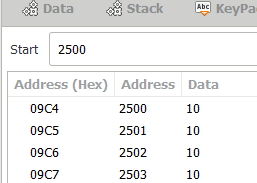 Data Stack Abc KeyPa
Start 2500
Address (Hex) Address Data
09C4 2500 10
09C5 2501 10
09C6 2502 10
09C7 2503 10